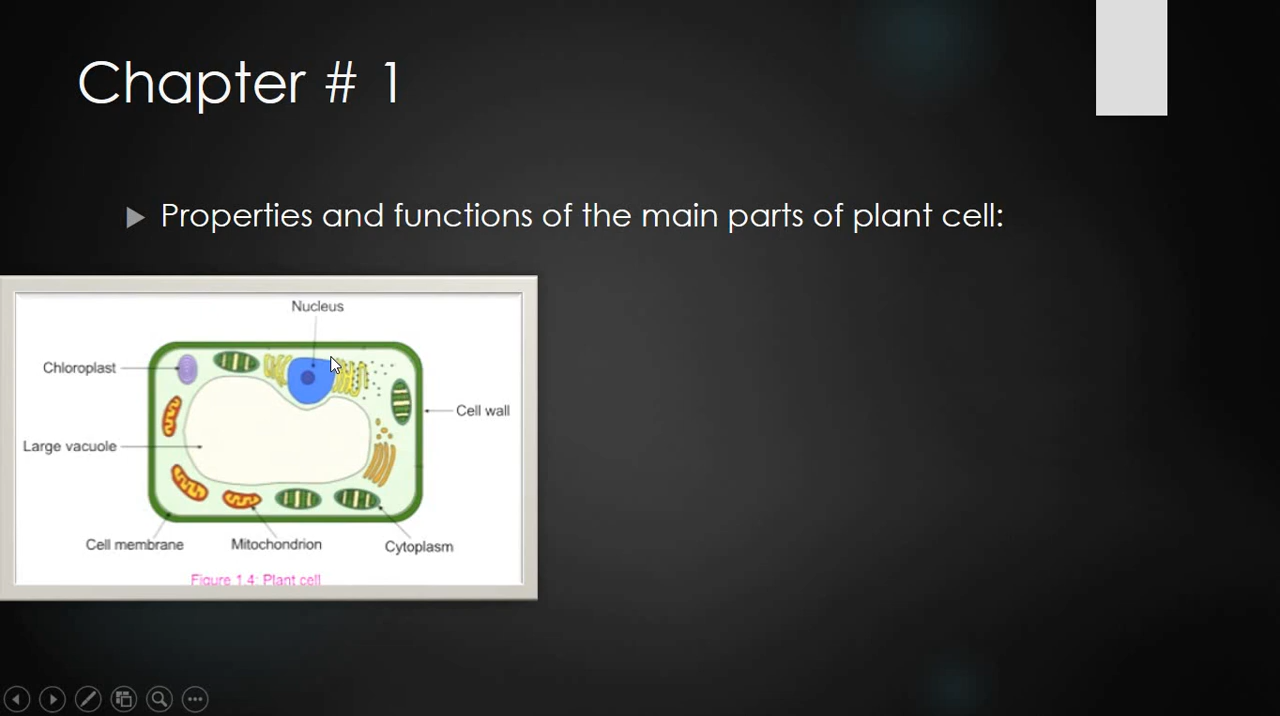 Chapter # 1
Properties and functions of the main parts of plant cell:
Nucleus
Chloroplast
Cell wall
Large vacuole
Cell membrane
Mitochondrion
Cytoplasm
Figure 1.4: Plant cell